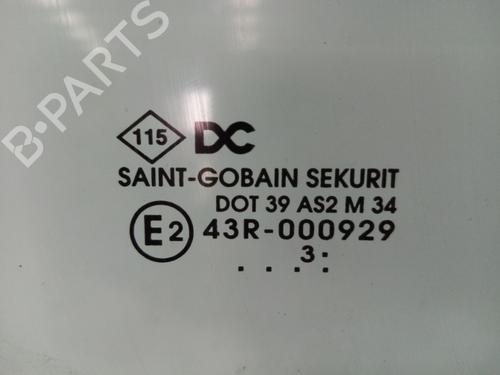 B-PARTS
115 DC
SAINT-GOBAIN SEKURIT
DOT 39 AS2 M 34
E2 43R-000929
3:
. . . :